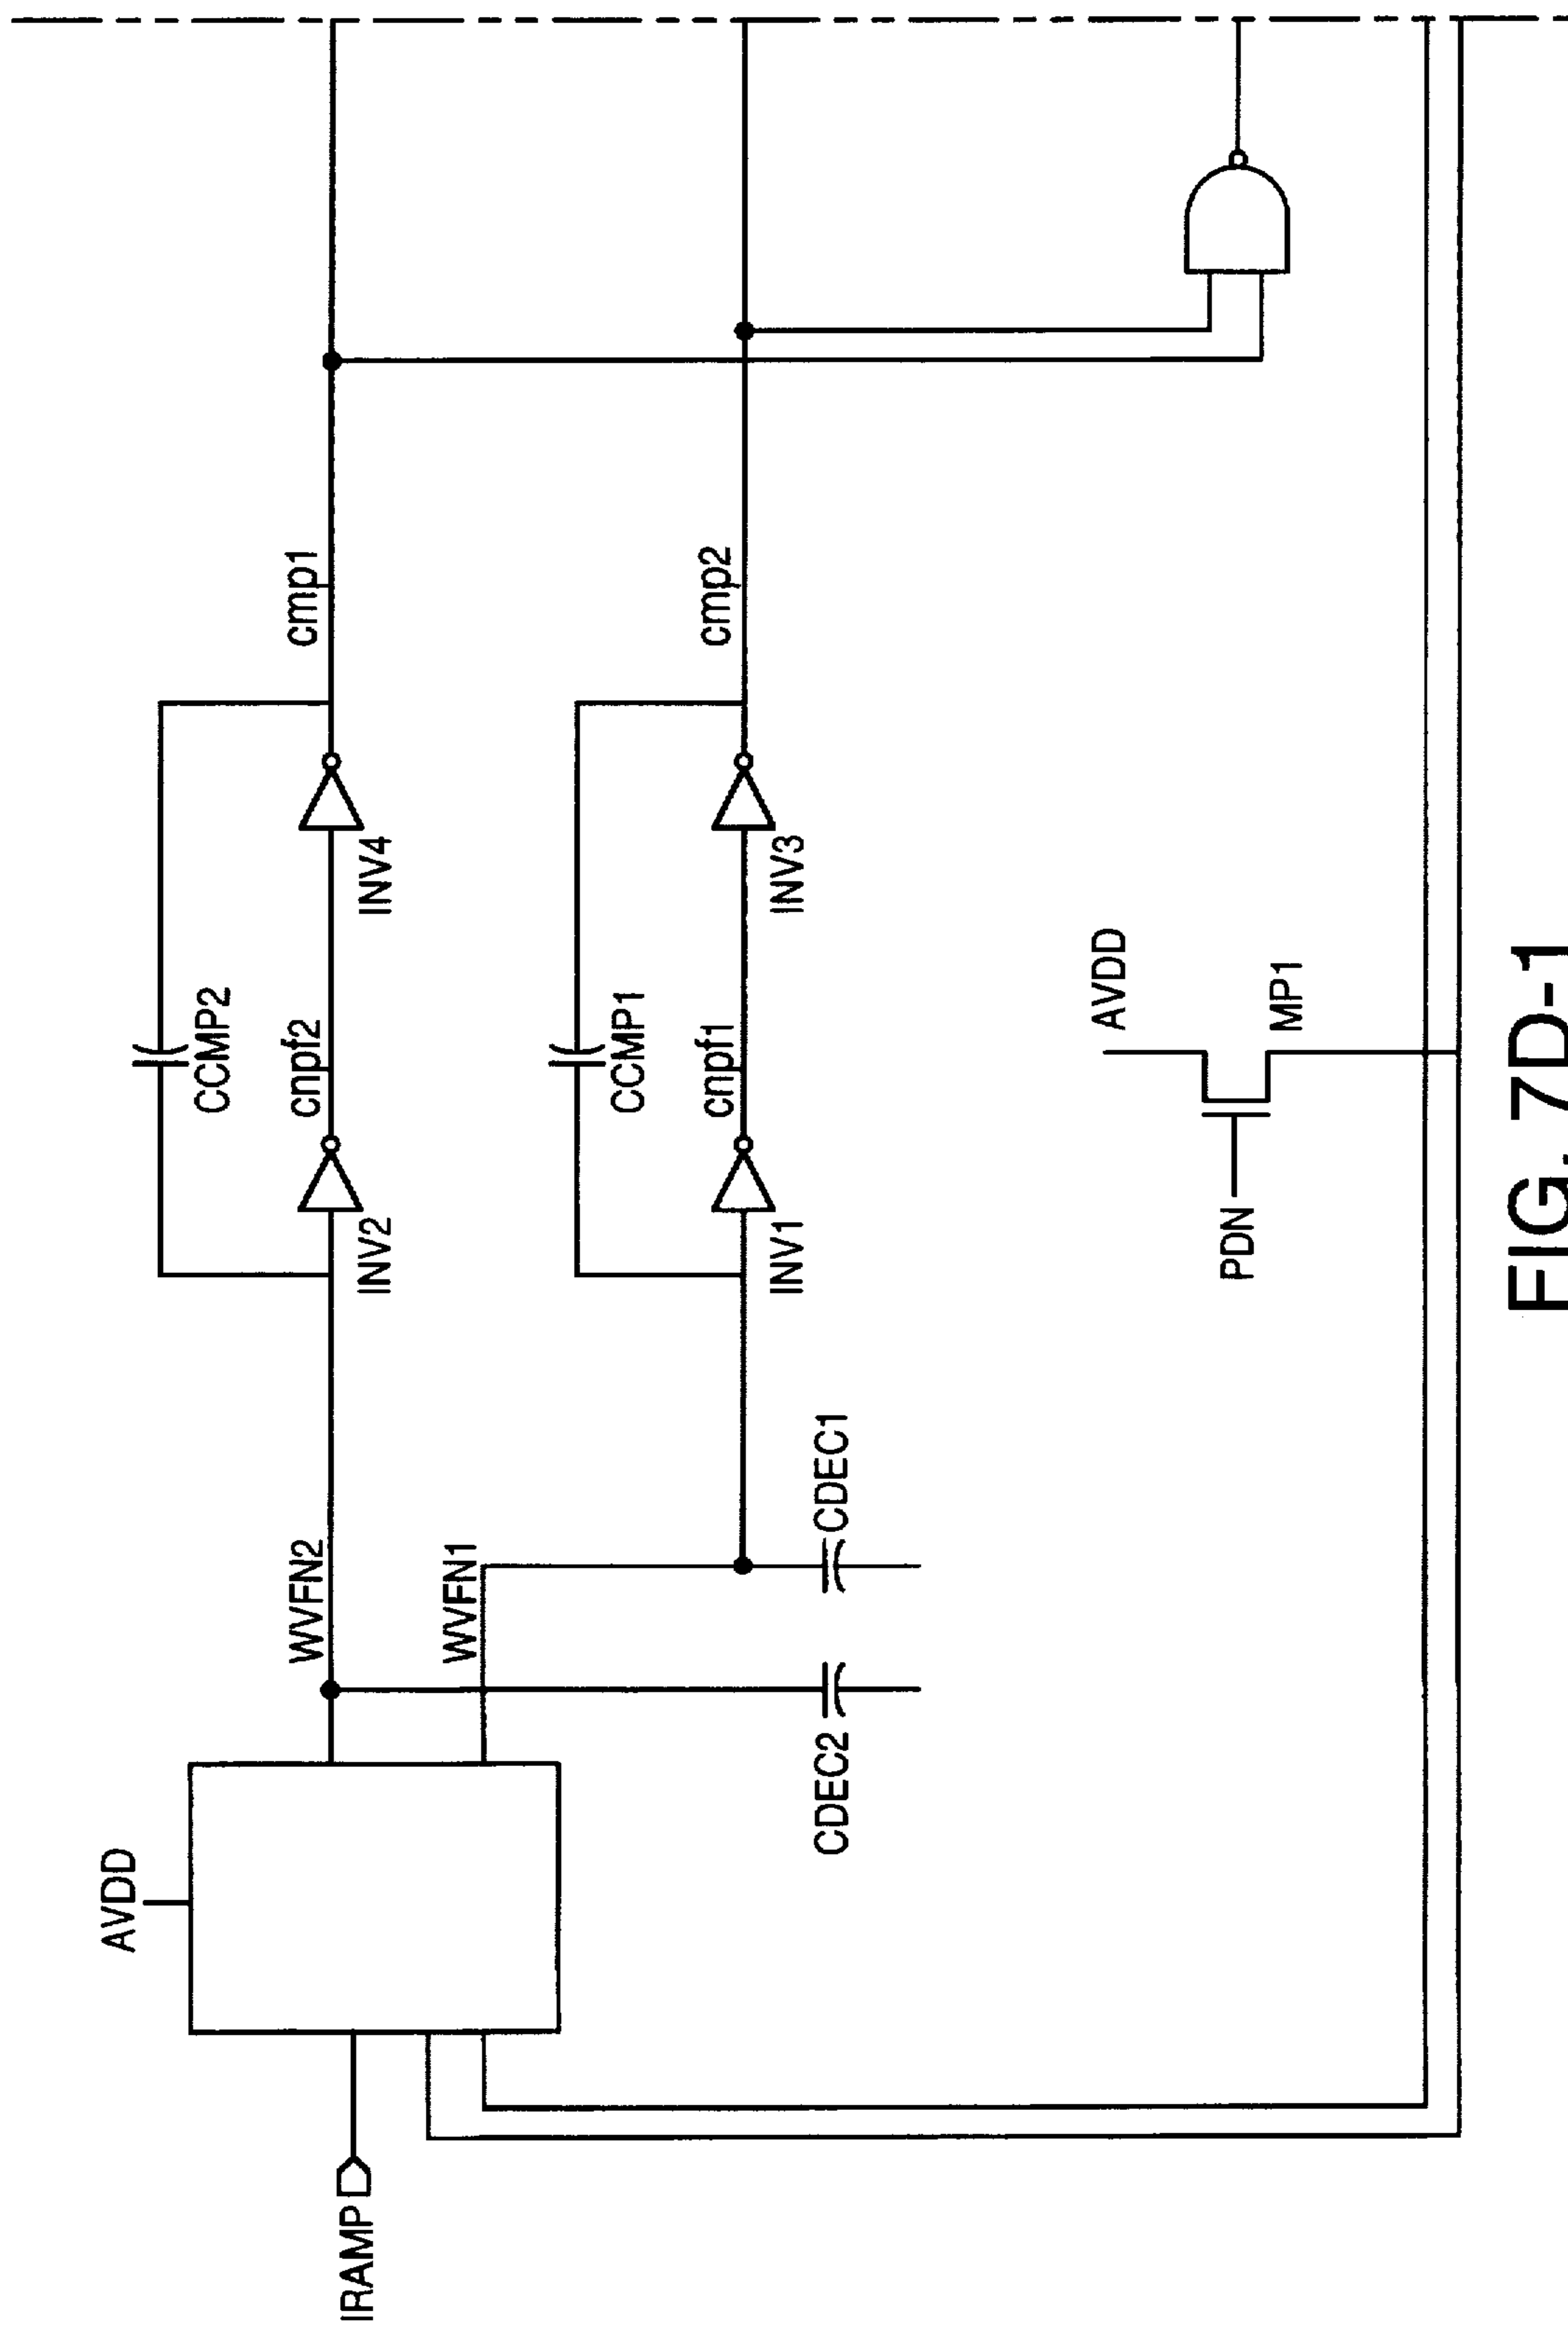 AVDD
IRAMP
WVFN2
WVFN1
CDEC2
CDEC1
CCMP2
cnpf2
INV2
INV4
cmp1
CCMP1
cnpf1
INV1
INV3
cmp2
AVDD
PDN
MP1
FIG. 7D-1